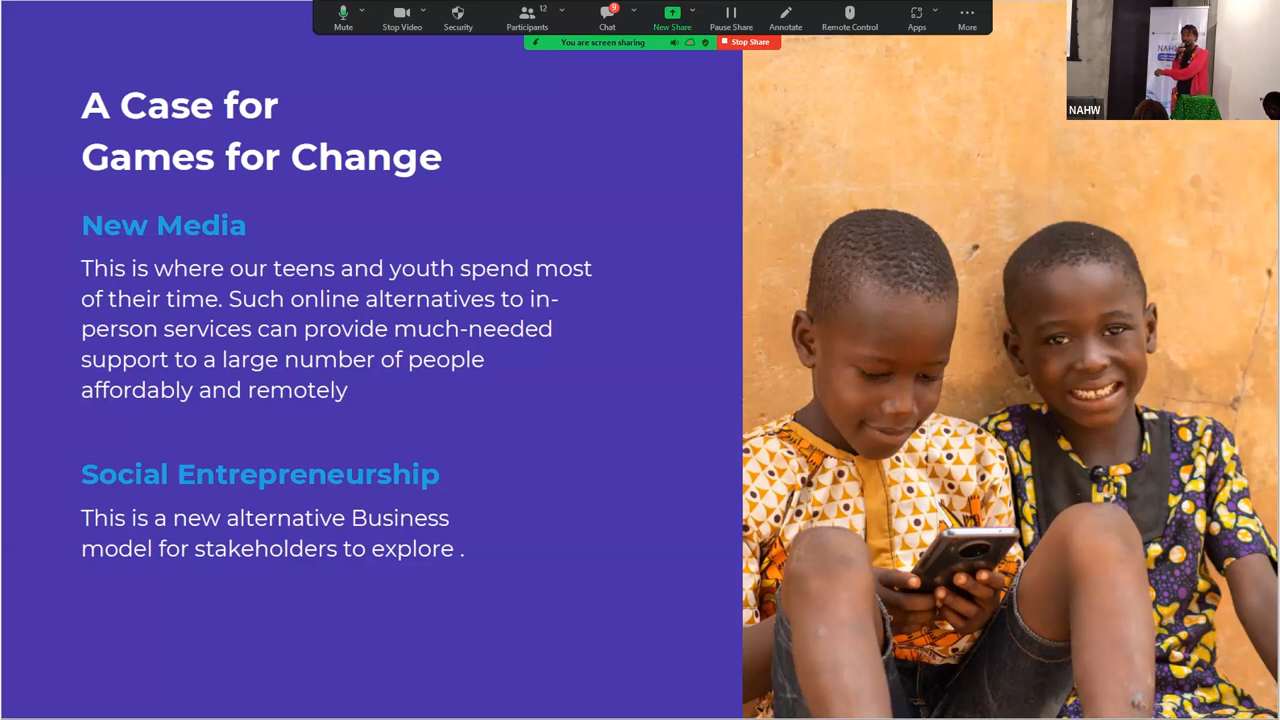 Mute
Stop Video
Security
12
Participants
9
Chat
New Share
Pause Share
Annotate
Remote Control
Apps
More
You are screen sharing
Stop Share
NAHW
A Case for
Games for Change
New Media
This is where our teens and youth spend most
of their time. Such online alternatives to in-
person services can provide much-needed
support to a large number of people
affordably and remotely
Social Entrepreneurship
This is a new alternative Business
model for stakeholders to explore .